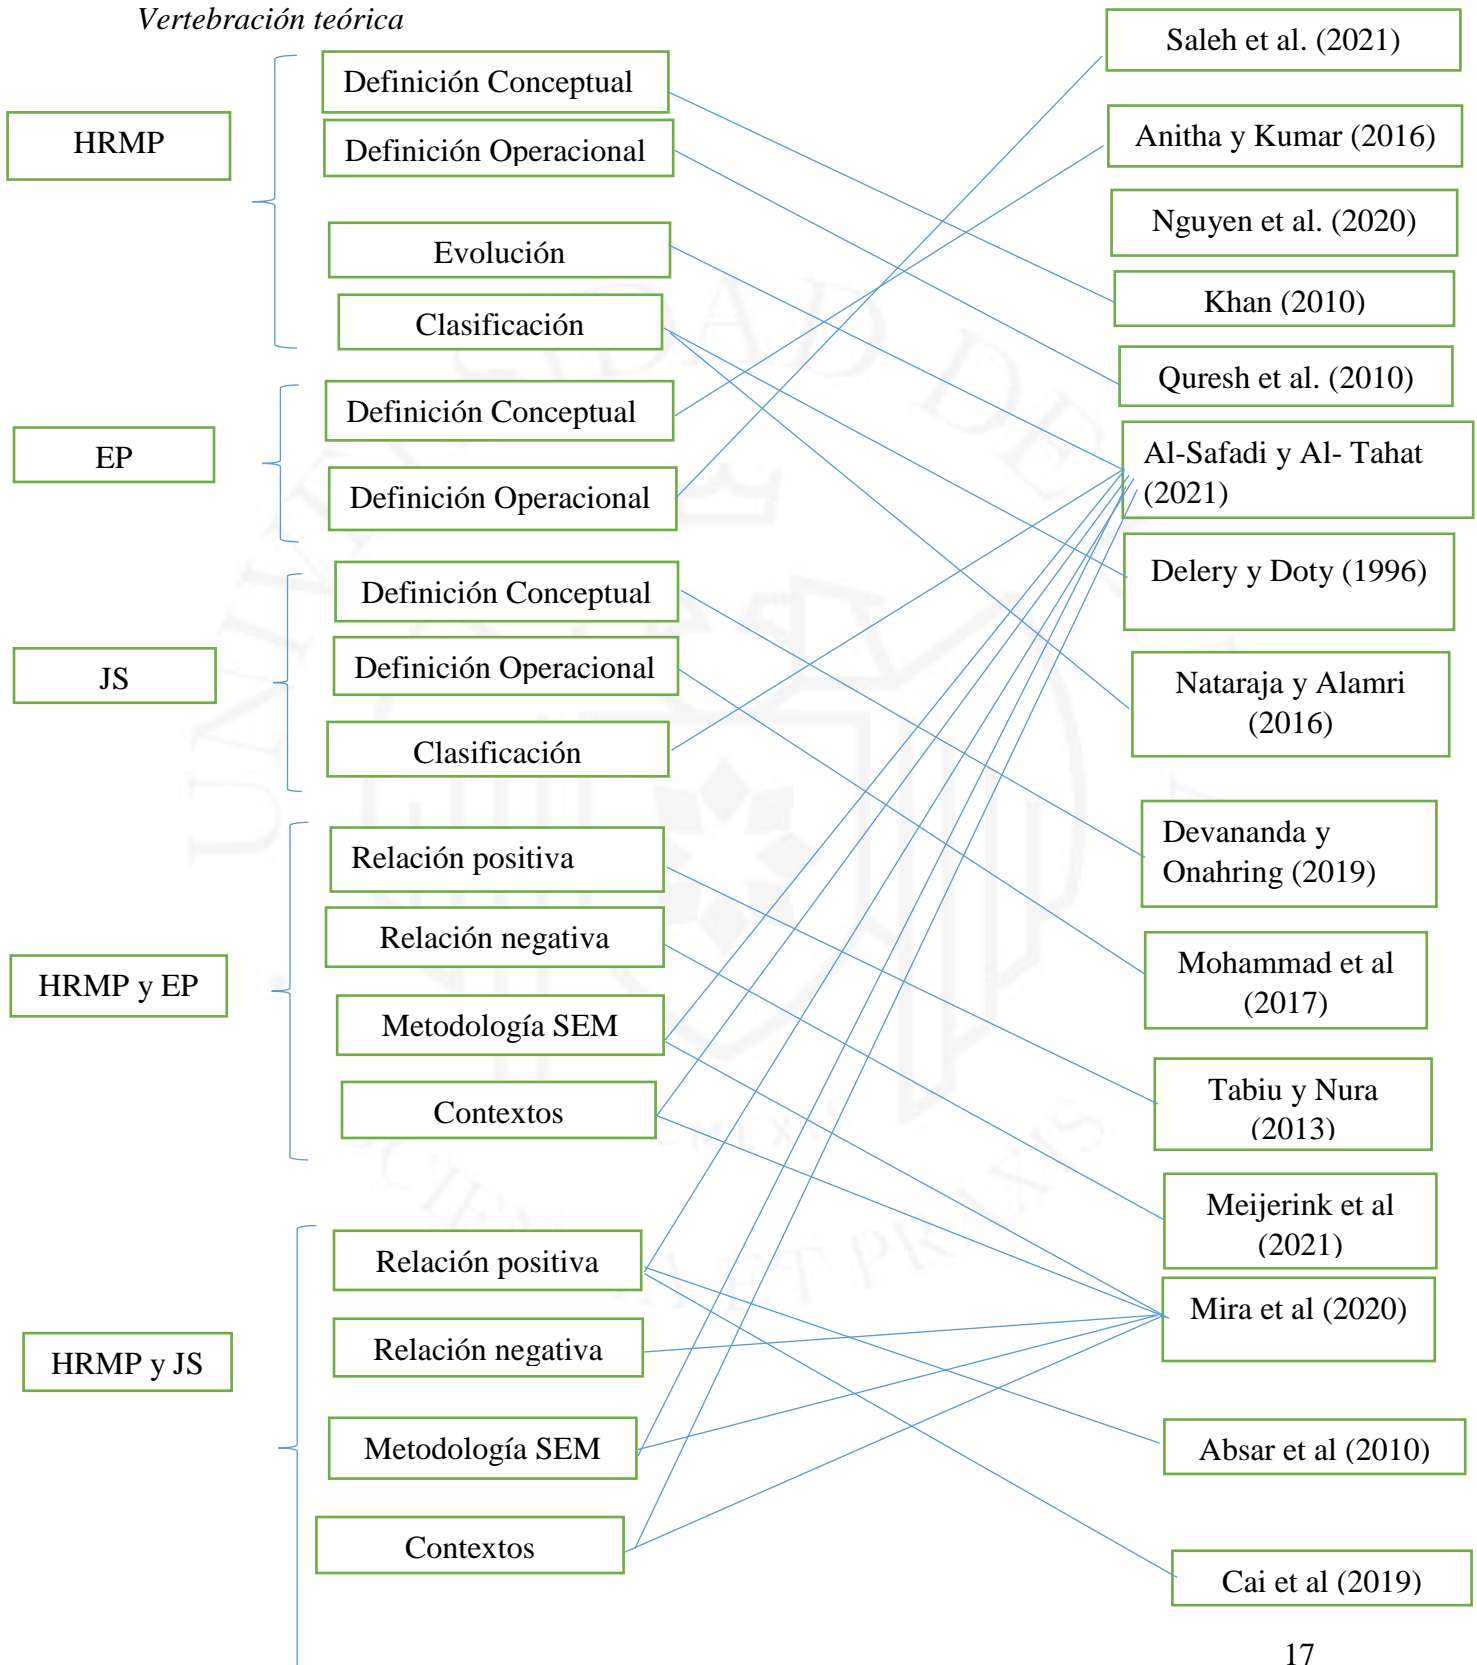 Vertebración teórica
HRMP
Definición Conceptual
Definición Operacional
Evolución
Clasificación
EP
Definición Conceptual
Definición Operacional
JS
Definición Conceptual
Definición Operacional
Clasificación
HRMP y EP
Relación positiva
Relación negativa
Metodología SEM
Contextos
HRMP y JS
Relación positiva
Relación negativa
Metodología SEM
Contextos
Saleh et al. (2021)
Anitha y Kumar (2016)
Nguyen et al. (2020)
Khan (2010)
Quresh et al. (2010)
Al-Safadi y Al- Tahat
(2021)
Delery y Doty (1996)
Nataraja y Alamri
(2016)
Devananda y
Onahring (2019)
Mohammad et al
(2017)
Tabiu y Nura
(2013)
Meijerink et al
(2021)
Mira et al (2020)
Absar et al (2010)
Cai et al (2019)
17